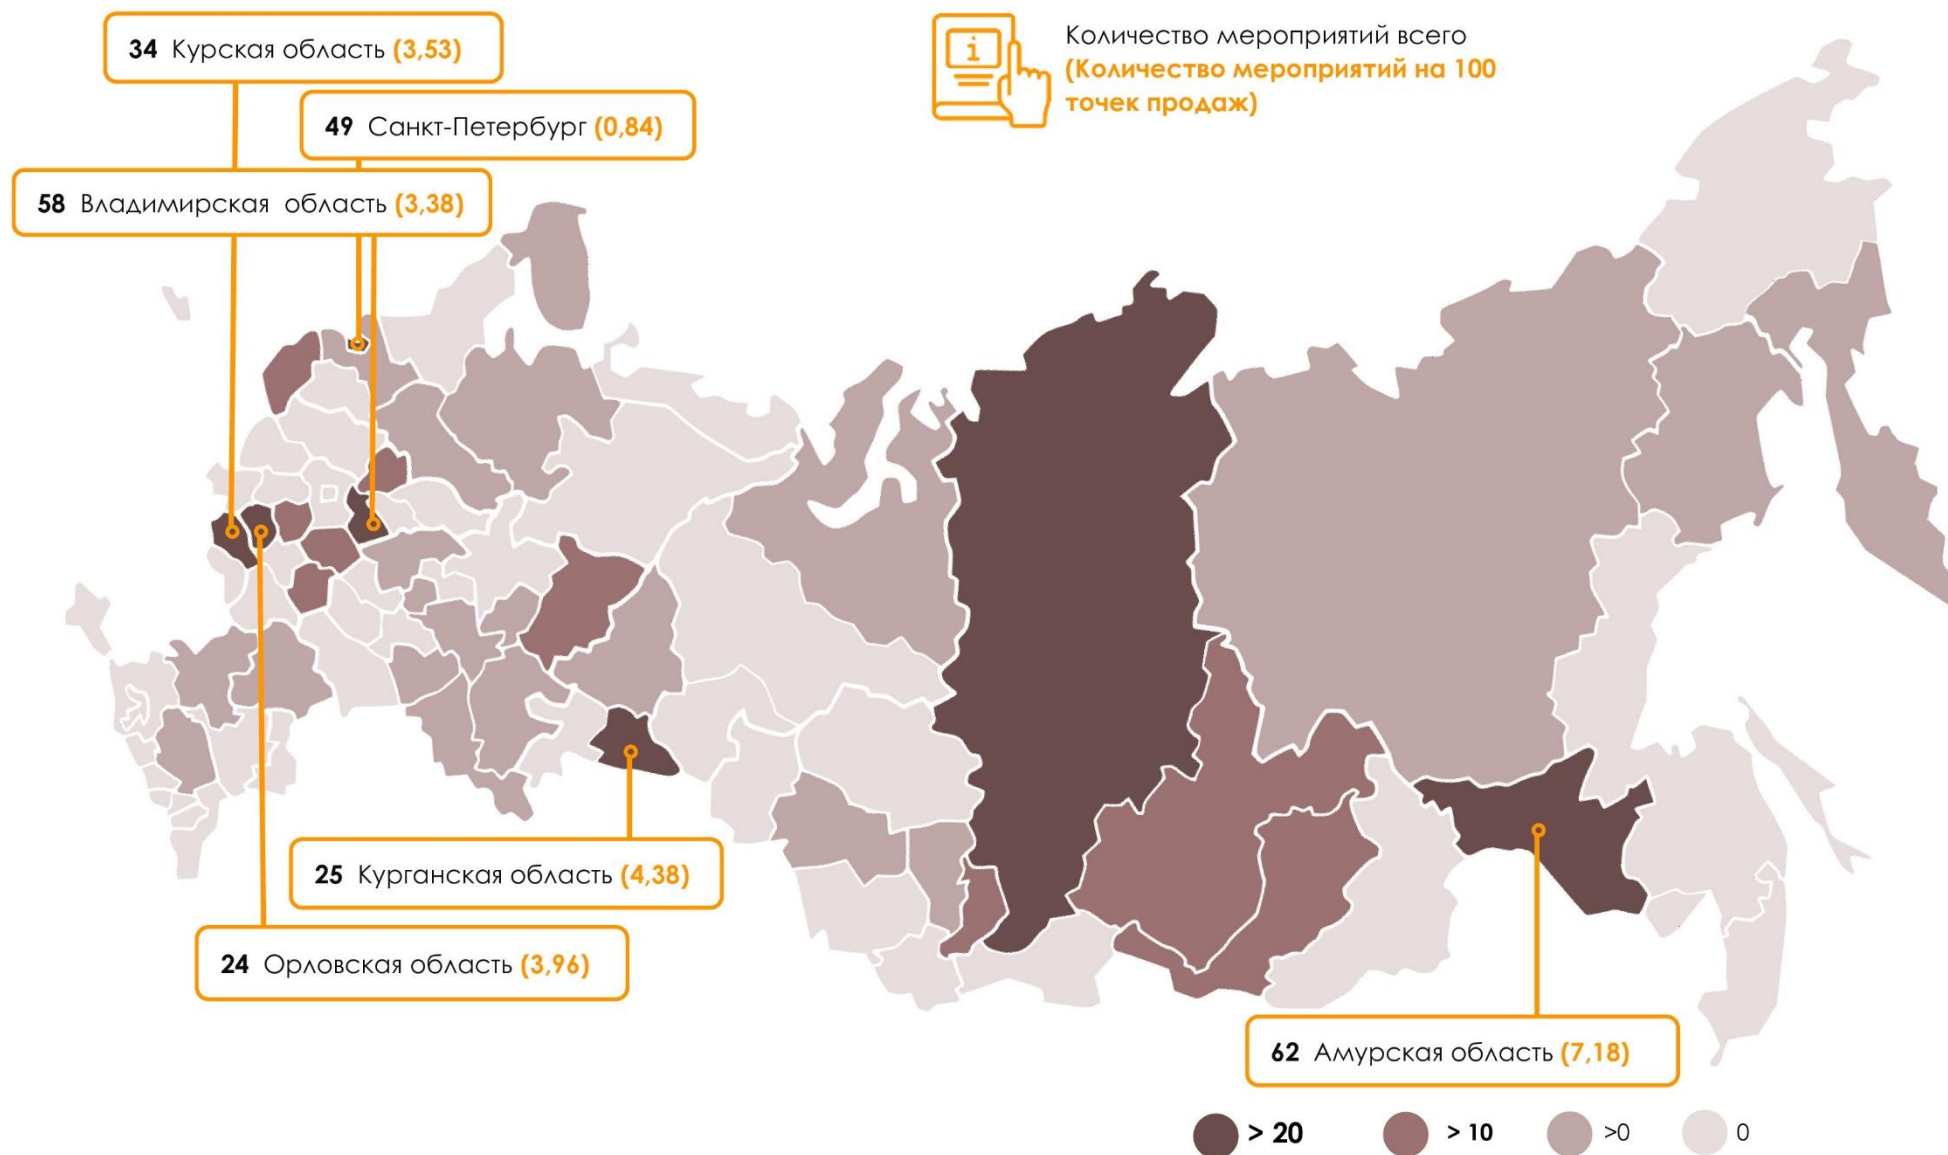 34 Курская область (3,53)
Количество мероприятий всего
(Количество мероприятий на 100
точек продаж)
i
49 Санкт-Петербург (0,84)
58 Владимирская область (3,38)
25 Курганская область (4,38)
24 Орловская область (3,96)
62 Амурская область (7,18)
> 20
> 10
>0
0